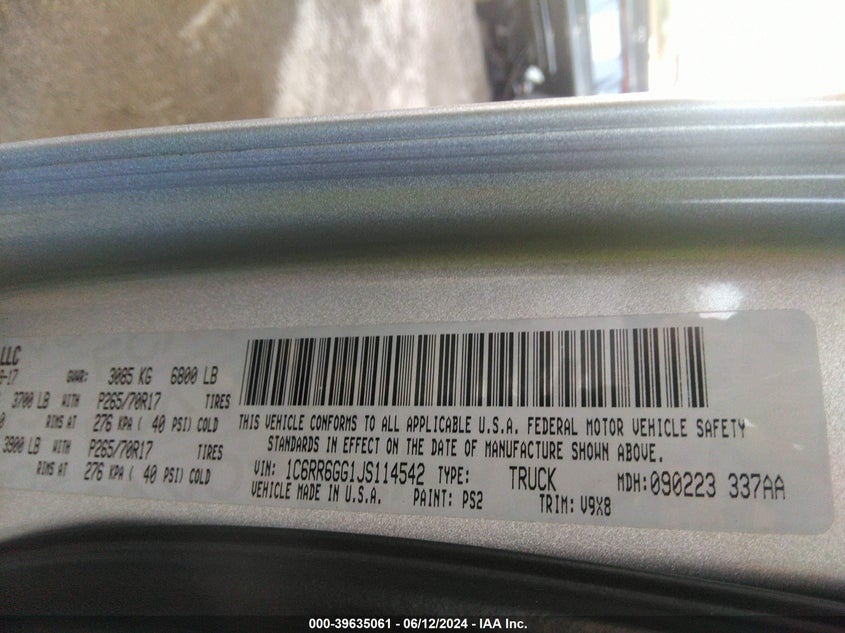 LLC
-17
GVWR: 3085 KG 6800 LB
3700 LB WITH P265/70R17 TIRES
RIMS AT 276 KPA ( 40 PSI) COLD
3900 LB WITH P265/70R17 TIRES
RIMS AT 276 KPA ( 40 PSI) COLD
THIS VEHICLE CONFORMS TO ALL APPLICABLE U.S.A. FEDERAL MOTOR VEHICLE SAFETY
STANDARDS IN EFFECT ON THE DATE OF MANUFACTURE SHOWN ABOVE.
VIN: 1C6RR6GG1JS114542 TYPE: TRUCK MDH:090223 337AA
VEHICLE MADE IN U.S.A. PAINT: PS2 TRIM: V9X8
000-39635061 - 06/12/2024 - IAA Inc.